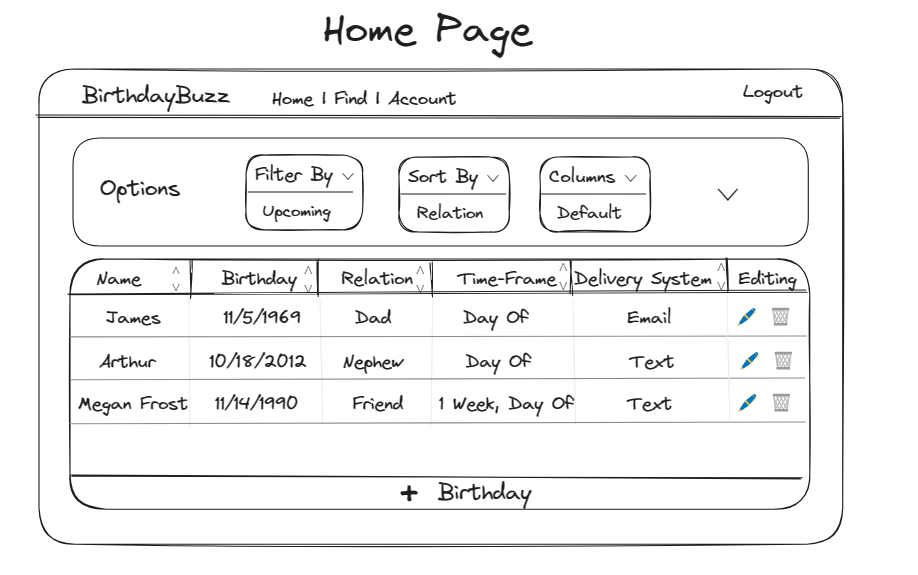 Home Page
BirthdayBuzz Home | Find | Account Logout
Options Filter By Sort By Columns
Upcoming Relation Default
Name Birthday Relation Time-Frame Delivery System Editing
James 11/5/1969 Dad Day Of Email
Arthur 10/18/2012 Nephew Day Of Text
Megan Frost 11/14/1990 Friend 1 Week, Day Of Text
+ Birthday